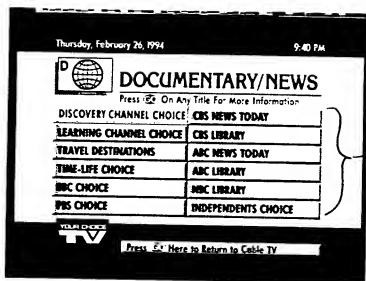 Thursday, February 26, 1994 9:40 PM
D
DOCUMENTARY/NEWS
Press On Any Title For More Information
DISCOVERY CHANNEL CHOICE CBS NEWS TODAY
LEARNING CHANNEL CHOICE CBS LIBRARY
TRAVEL DESTINATIONS ABC NEWS TODAY
TIME-LIFE CHOICE ABC LIBRARY
BBC CHOICE NBC LIBRARY
PBS CHOICE INDEPENDENTS CHOICE
YOUR CHOICE
TV
Press Here to Return to Cable TV